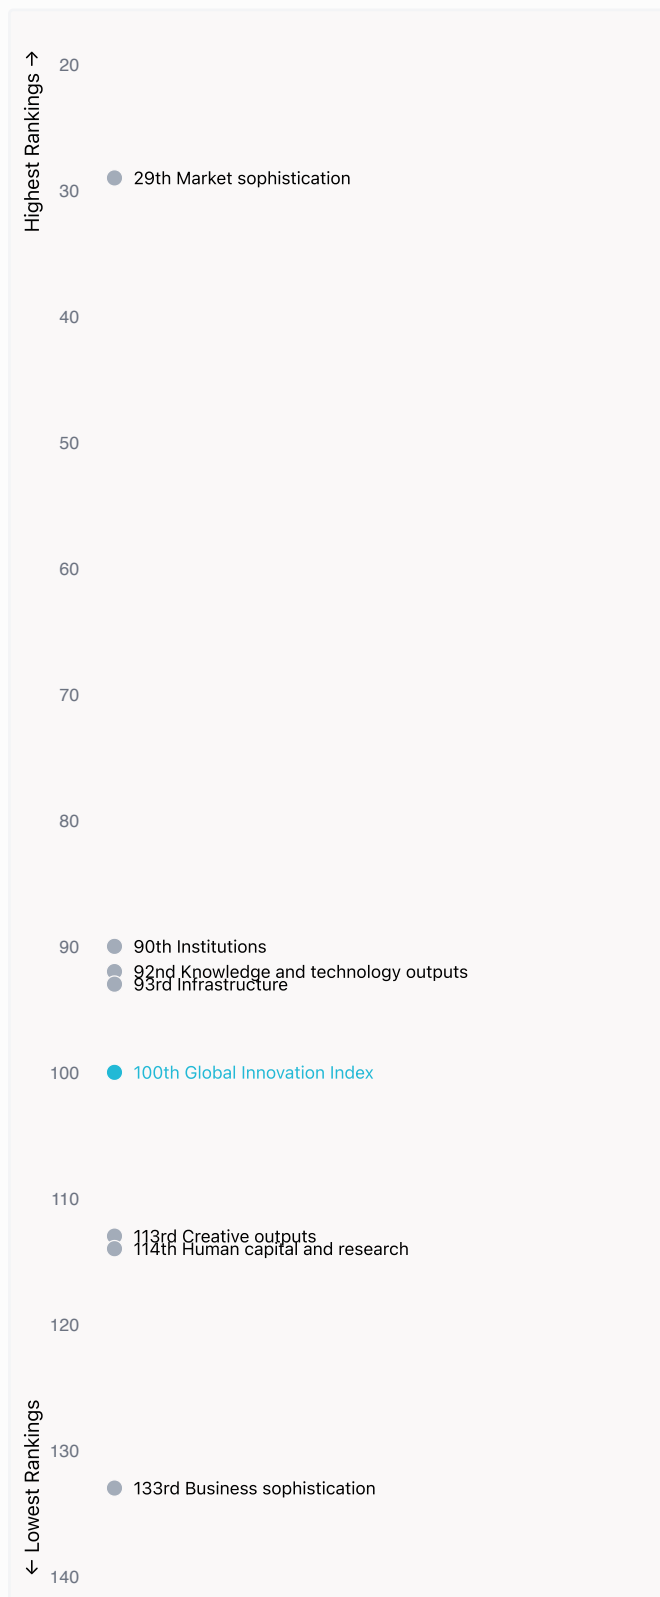 Highest Rankings →
20
29th Market sophistication
30
40
50
60
70
80
90
90th Institutions
92nd Knowledge and technology outputs
93rd Infrastructure
100
100th Global Innovation Index
110
113rd Creative outputs
114th Human capital and research
120
← Lowest Rankings
130
133rd Business sophistication
140